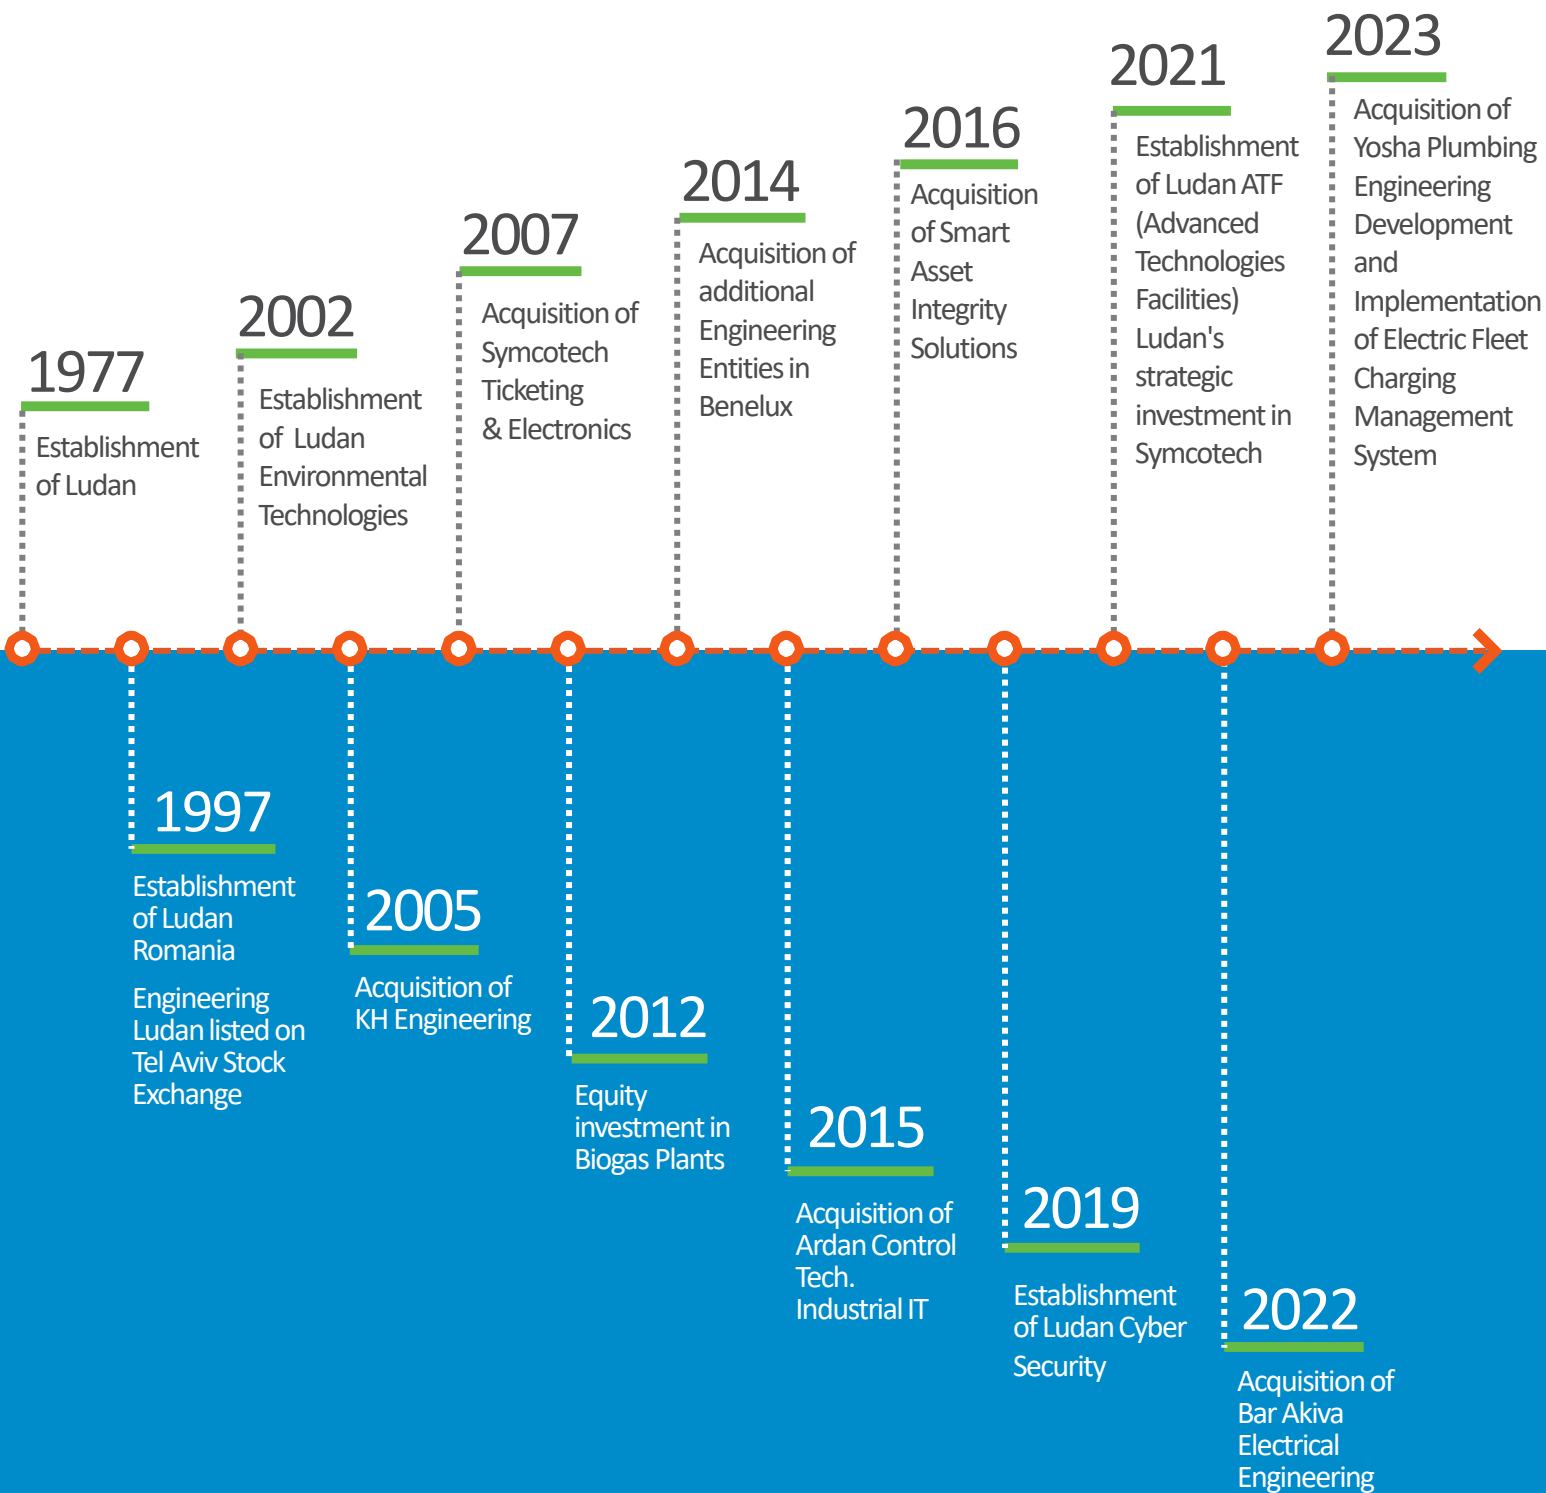 1977
Establishment
of Ludan
2002
Establishment
of Ludan
Environmental
Technologies
2007
Acquisition of
Symcotech
Ticketing
& Electronics
2014
Acquisition of
additional
Engineering
Entities in
Benelux
2016
Acquisition
of Smart
Asset
Integrity
Solutions
2021
Establishment
of Ludan ATF
(Advanced
Technologies
Facilities)
Ludan's
strategic
investment in
Symcotech
2023
Acquisition of
Yosha Plumbing
Engineering
Development
and
Implementation
of Electric Fleet
Charging
Management
System
1997
Establishment
of Ludan
Romania
Engineering
Ludan listed on
Tel Aviv Stock
Exchange
2005
Acquisition of
KH Engineering
2012
Equity
investment in
Biogas Plants
2015
Acquisition of
Ardan Control
Tech.
Industrial IT
2019
Establishment
of Ludan Cyber
Security
2022
Acquisition of
Bar Akiva
Electrical
Engineering